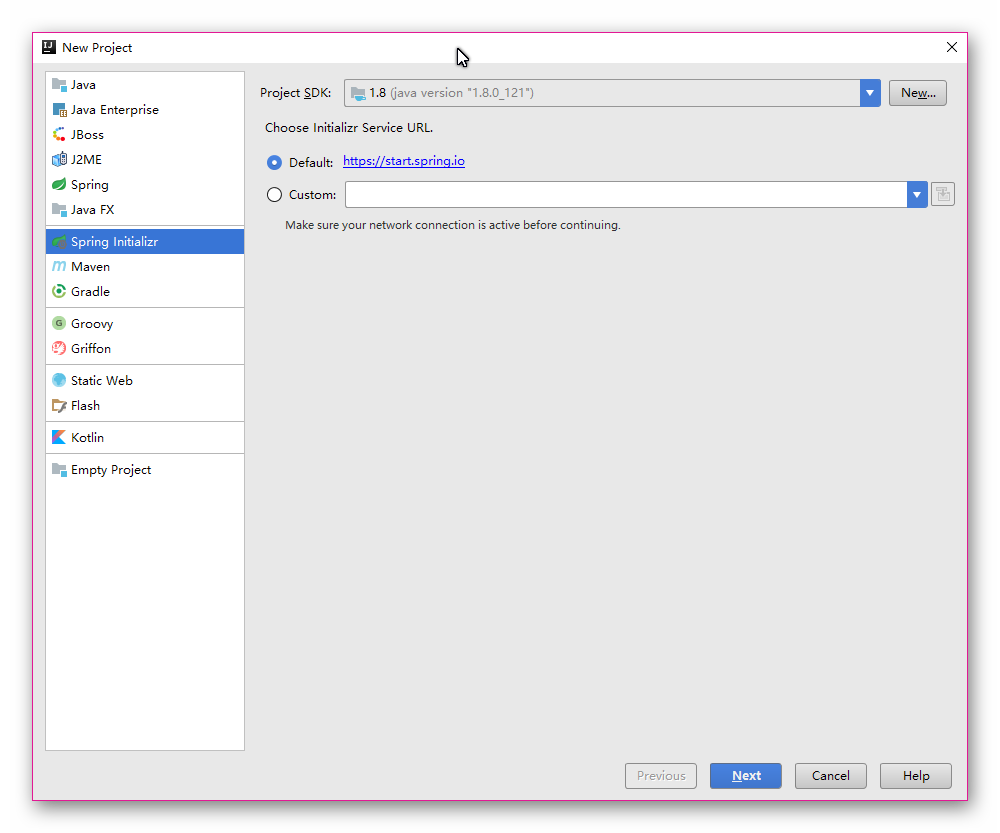 New Project
Java
Java Enterprise
JBoss
J2ME
Spring
Java FX
Spring Initializr
Maven
Gradle
Groovy
Griffon
Static Web
Flash
Kotlin
Empty Project
Project SDK: 1.8 (java version "1.8.0_121") New...
Choose Initializr Service URL.
Default: https://start.spring.io
Custom:
Make sure your network connection is active before continuing.
Previous Next Cancel Help